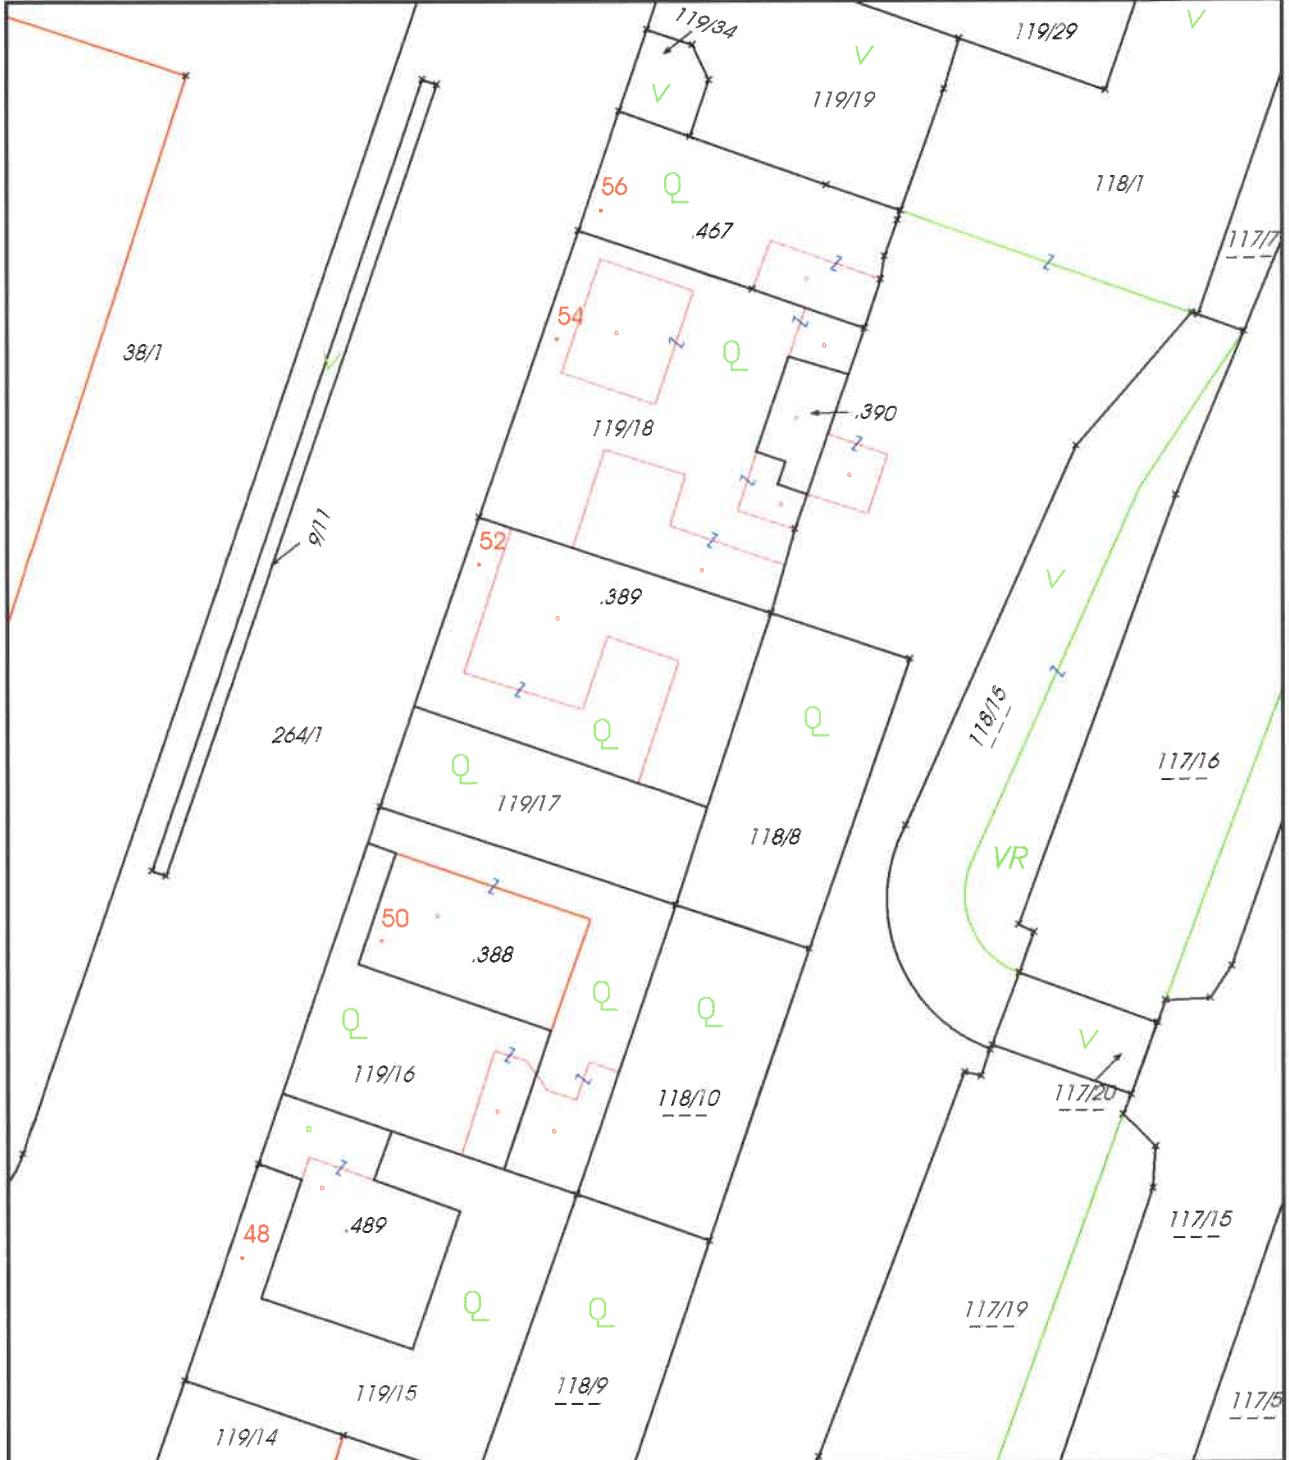 119/34
119/29
V
V
119/19
V
118/1
56
Q
.467
117/7
Z
Z
54
Z
38/1
Z
Q
V
.390
119/18
Z
Z
9/11
52
Z
V
.389
Z
Z
118/15
Q
Q
264/1
117/16
Q
119/17
118/8
VR
Z
50
.388
Q
Q
Q
V
Z
119/16
Z
117/20
118/10
Z
117/15
.489
48
Q
Q
117/19
118/9
119/15
117/5
119/14